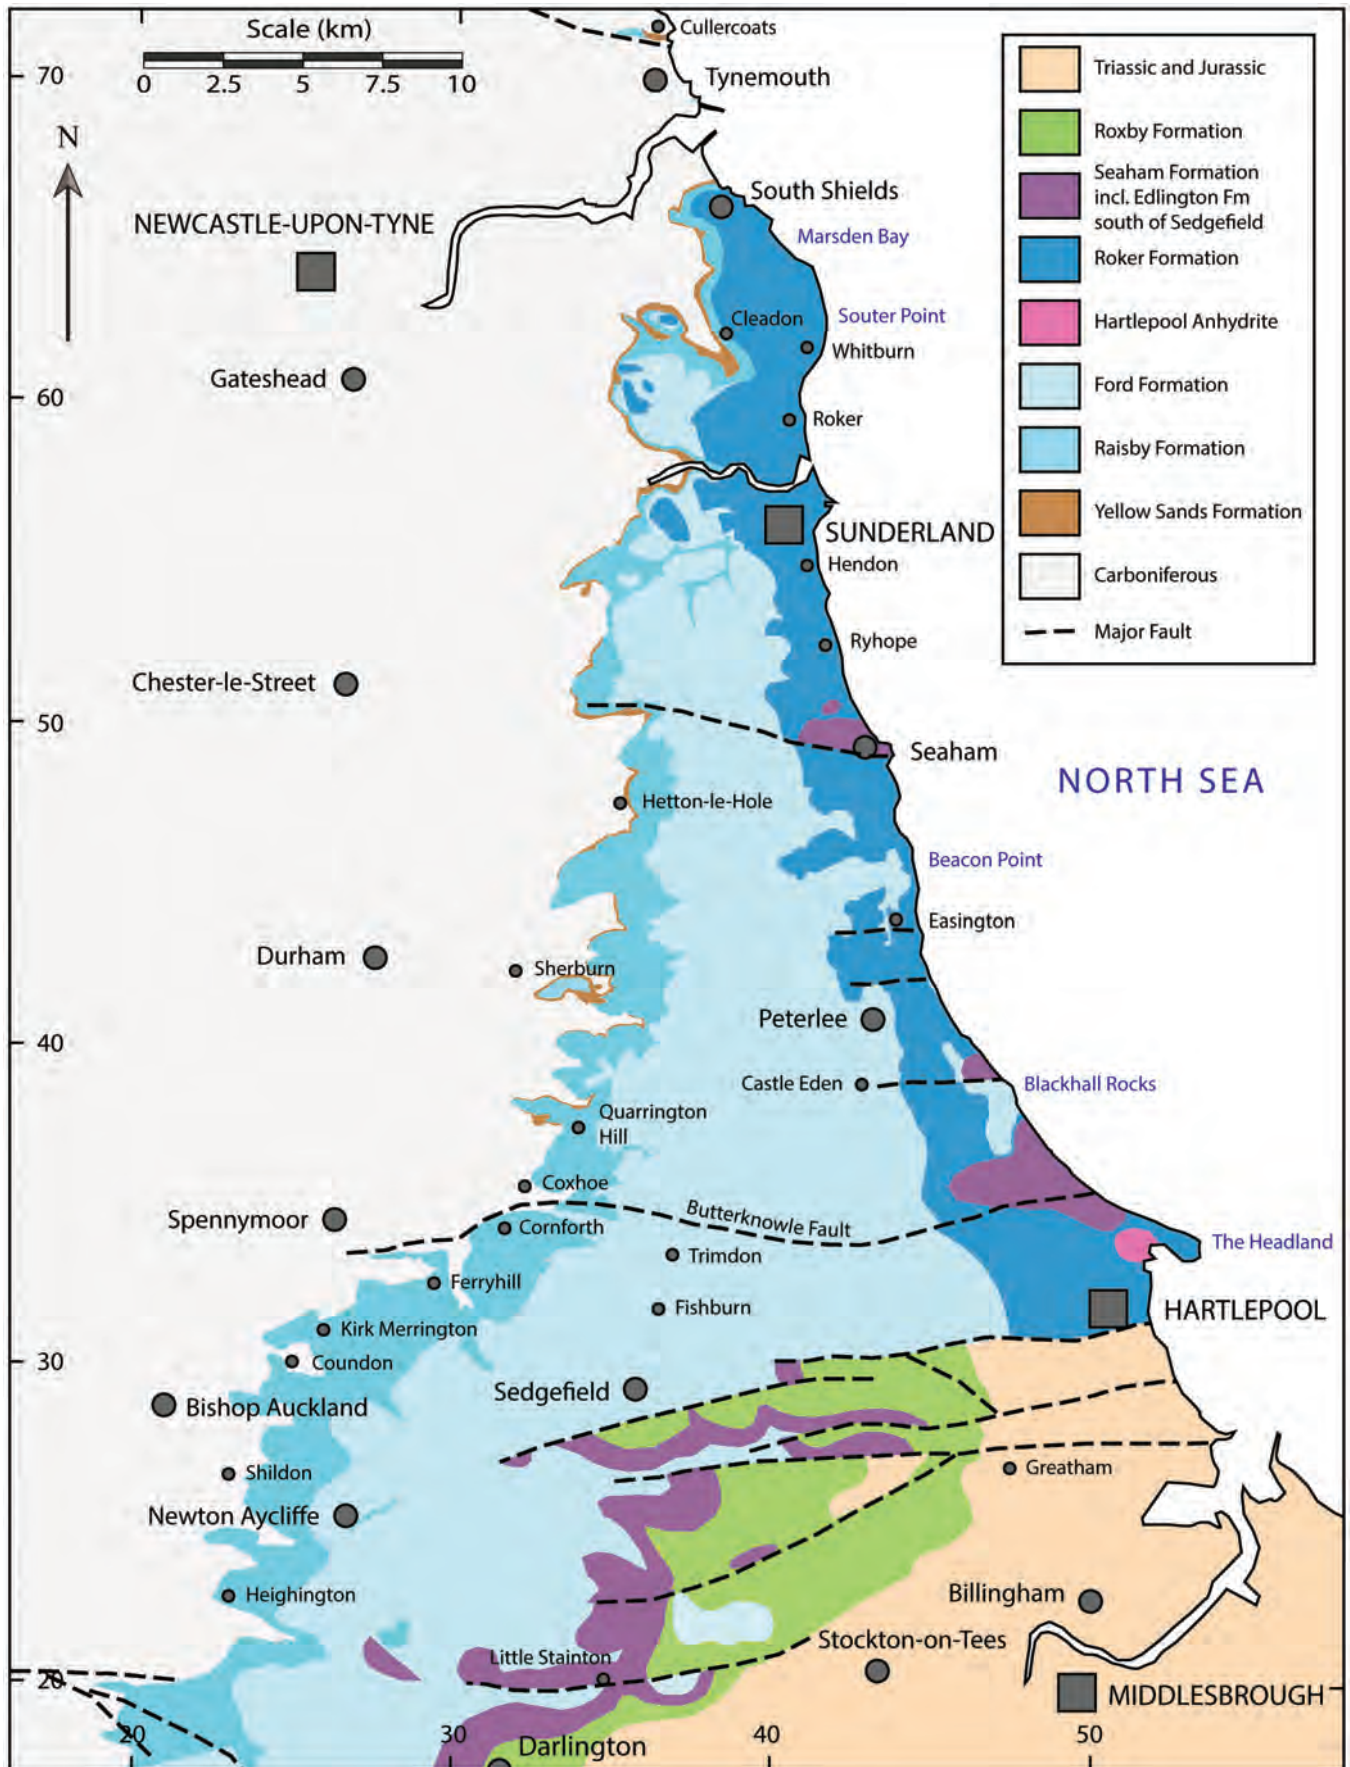 Scale (km)
0 2.5 5 7.5 10
N
70
60
50
40
30
20
20 30 40 50
Cullercoats
Tynemouth
South Shields
NEWCASTLE-UPON-TYNE
Marsden Bay
Cleadon
Souter Point
Whitburn
Gateshead
Roker
SUNDERLAND
Hendon
Ryhope
Chester-le-Street
Seaham
NORTH SEA
Hetton-le-Hole
Beacon Point
Easington
Durham
Sherburn
Peterlee
Castle Eden
Blackhall Rocks
Quarrington
Hill
Coxhoe
Spennymoor
Cornforth
Butterknowle Fault
The Headland
Trimdon
Ferryhill
Fishburn
HARTLEPOOL
Kirk Merrington
Coundon
Sedgefield
Bishop Auckland
Shildon
Greatham
Newton Aycliffe
Heighington
Billingham
Stockton-on-Tees
Little Stainton
MIDDLESBROUGH
Darlington
Triassic and Jurassic
Roxby Formation
Seaham Formation
incl. Edlington Fm
south of Sedgefield
Roker Formation
Hartlepool Anhydrite
Ford Formation
Raisby Formation
Yellow Sands Formation
Carboniferous
Major Fault